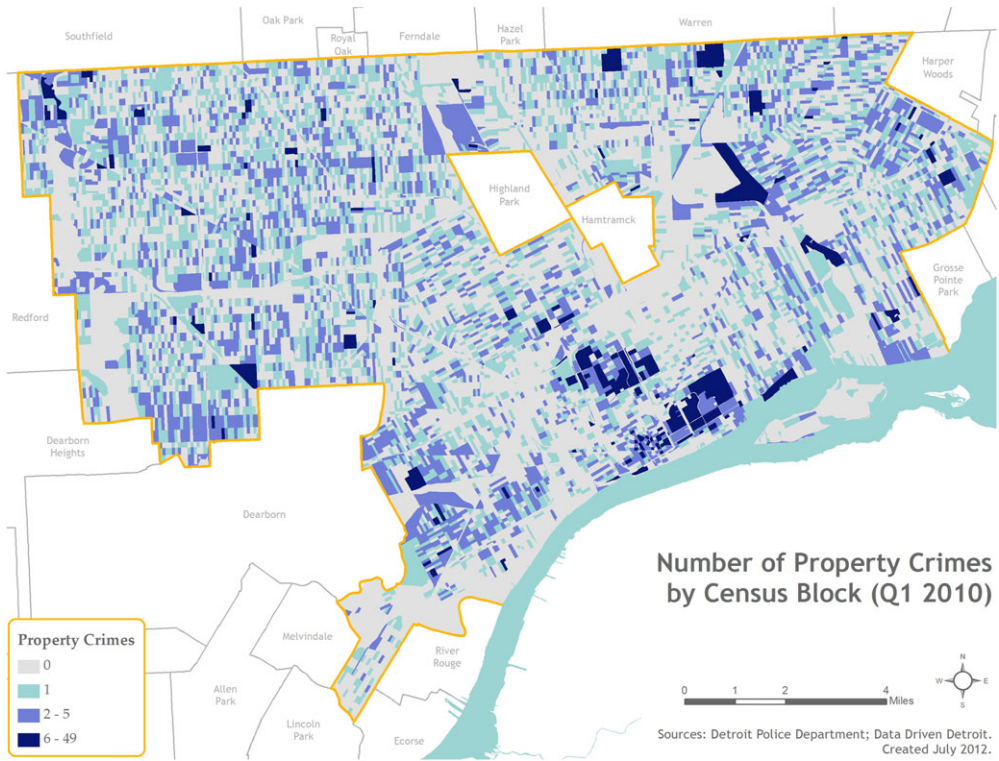 Oak Park
Southfield
Royal
Oak
Ferndale
Hazel
Park
Warren
Harper
Woods
Highland
Park
Hamtramck
Grosse
Pointe
Park
Redford
Dearborn
Heights
Dearborn
Melvindale
River
Rouge
Allen
Park
Lincoln
Park
Ecorse
Number of Property Crimes
by Census Block (Q1 2010)
Property Crimes
0
1
2 - 5
6 - 49
0 1 2 4
Miles
N
W E
S
Sources: Detroit Police Department; Data Driven Detroit.
Created July 2012.